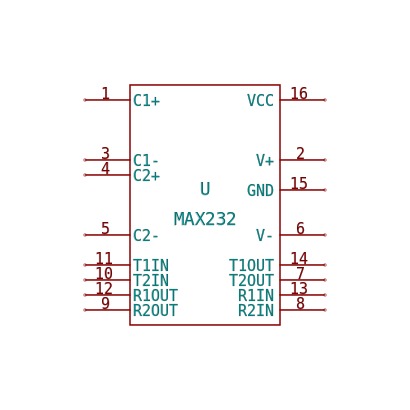 1 C1+ VCC 16
3 C1- V+ 2
4 C2+
U GND 15
MAX232
5 C2- V- 6
11 T1IN T1OUT 14
10 T2IN T2OUT 7
12 R1OUT R1IN 13
9 R2OUT R2IN 8